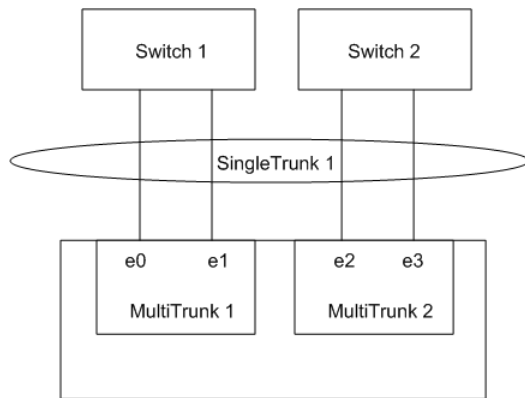 Switch 1
Switch 2
SingleTrunk 1
e0
e1
e2
e3
MultiTrunk 1
MultiTrunk 2